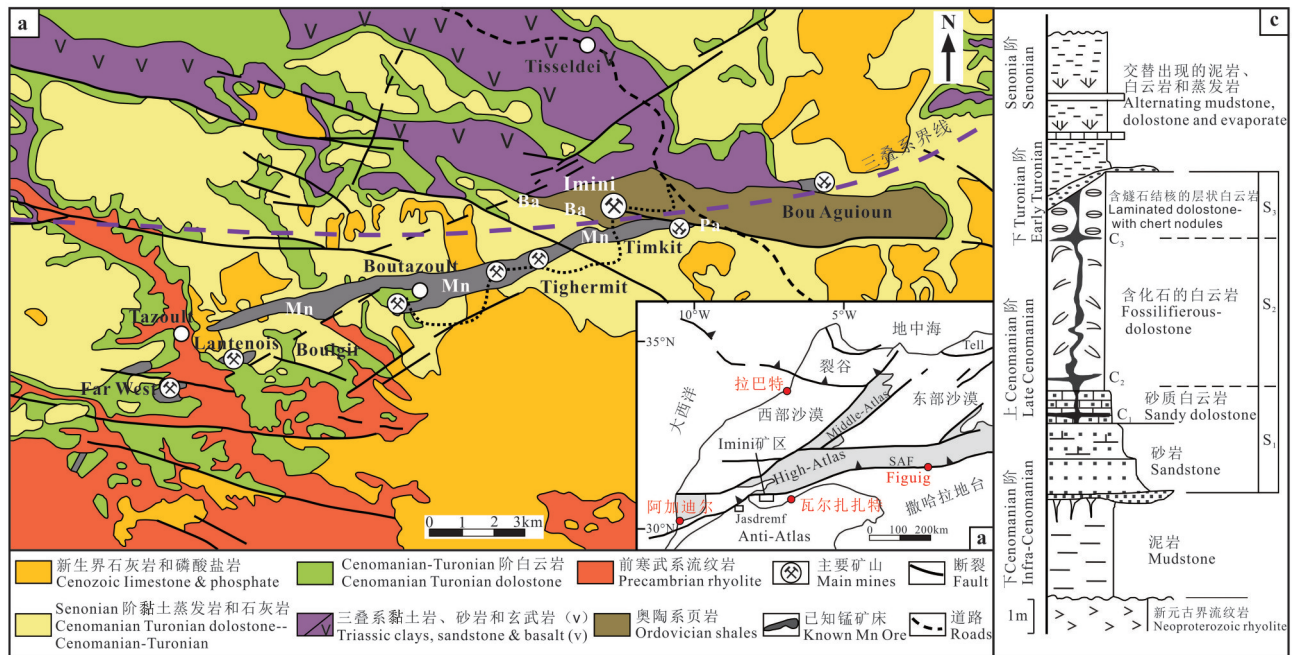 a
N
Tisseldei
三叠系界线
Imini
Ba
Ba
Bou Aguioun
Mn
Pa
Timkit
Boutazoult
Tighermit
Mn
Mn
Tazoult
Lantenois
Boulgil
Far West
0 1 2 3km
10°W
5°W
35°N
地中海
Tell
裂谷
拉巴特
大西洋
西部沙漠
Middle-Atlas
东部沙漠
Imini矿区
High-Atlas
SAF
Figuig
阿加迪尔
瓦尔扎扎特
撒哈拉地台
30°N
Jasdremf
Anti-Atlas
0 100 200km
a
新生界石灰岩和磷酸盐岩
Cenozoic limestone & phosphate
Cenomanian-Turonian 阶白云岩
Cenomanian Turonian dolostone
前寒武系流纹岩
Precambrian rhyolite
主要矿山
Main mines
断裂
Fault
Senonian 阶黏土蒸发岩和石灰岩
Cenomanian Turonian dolostone--
Cenomanian-Turonian
三叠系黏土岩、砂岩和玄武岩 (v)
Triassic clays, sandstone & basalt (v)
奥陶系页岩
Ordovician shales
已知锰矿床
Known Mn Ore
道路
Roads
c
Senonia 阶
Senonian
交替出现的泥岩、
白云岩和蒸发岩
Alternating mudstone,
dolostone and evaporate
下 Turonian 阶
Early Turonian
含燧石结核的层状白云岩
Laminated dolostone-
with chert nodules
S3
C3
上 Cenomanian 阶
Late Cenomanian
含化石的白云岩
Fossilifierous-
dolostone
S2
C2
砂质白云岩
Sandy dolostone
C1
S1
砂岩
Sandstone
下Cenomanian 阶
Infra-Cenomanian
泥岩
Mudstone
1m
新元古界流纹岩
Neoproterozoic rhyolite